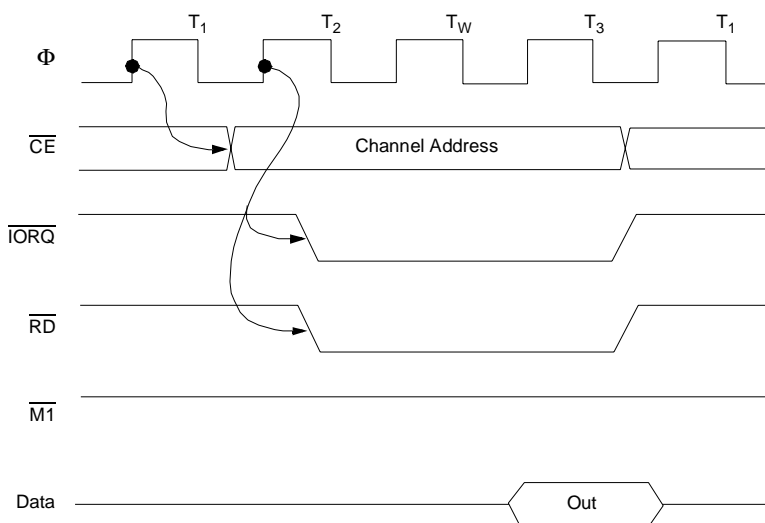 T1 T2 TW T3 T1
Φ
CE Channel Address
IORQ
RD
M1
Data Out